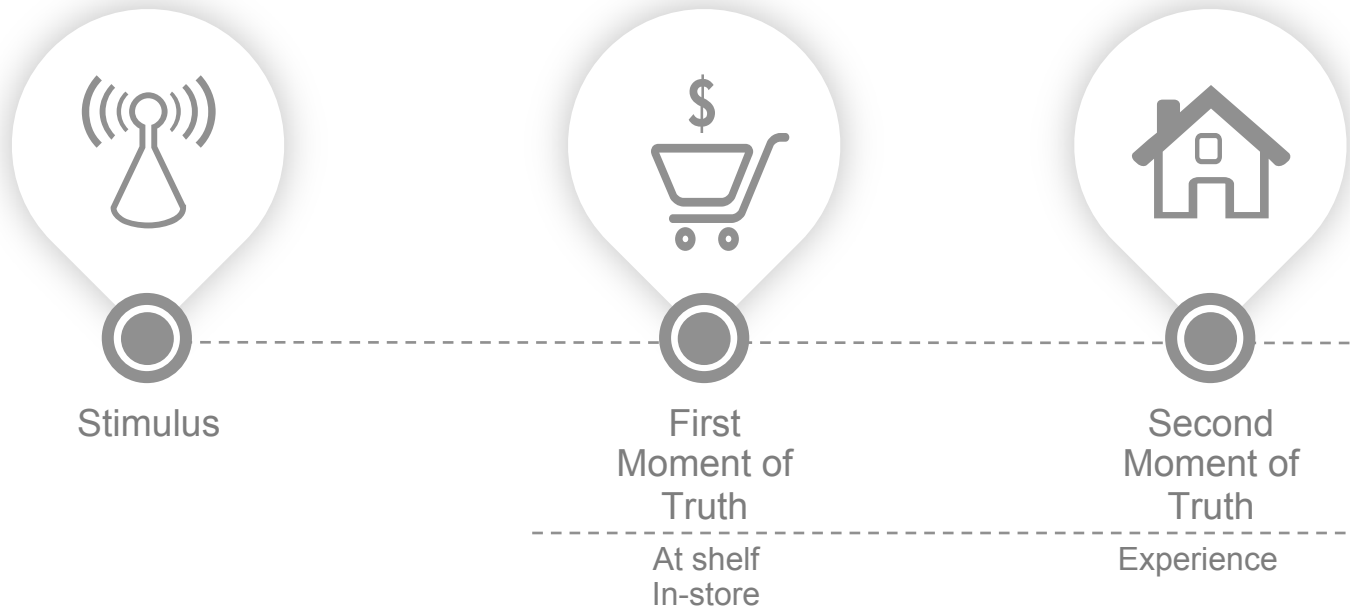 $
Stimulus
First
Moment of
Truth
At shelf
In-store
Second
Moment of
Truth
Experience